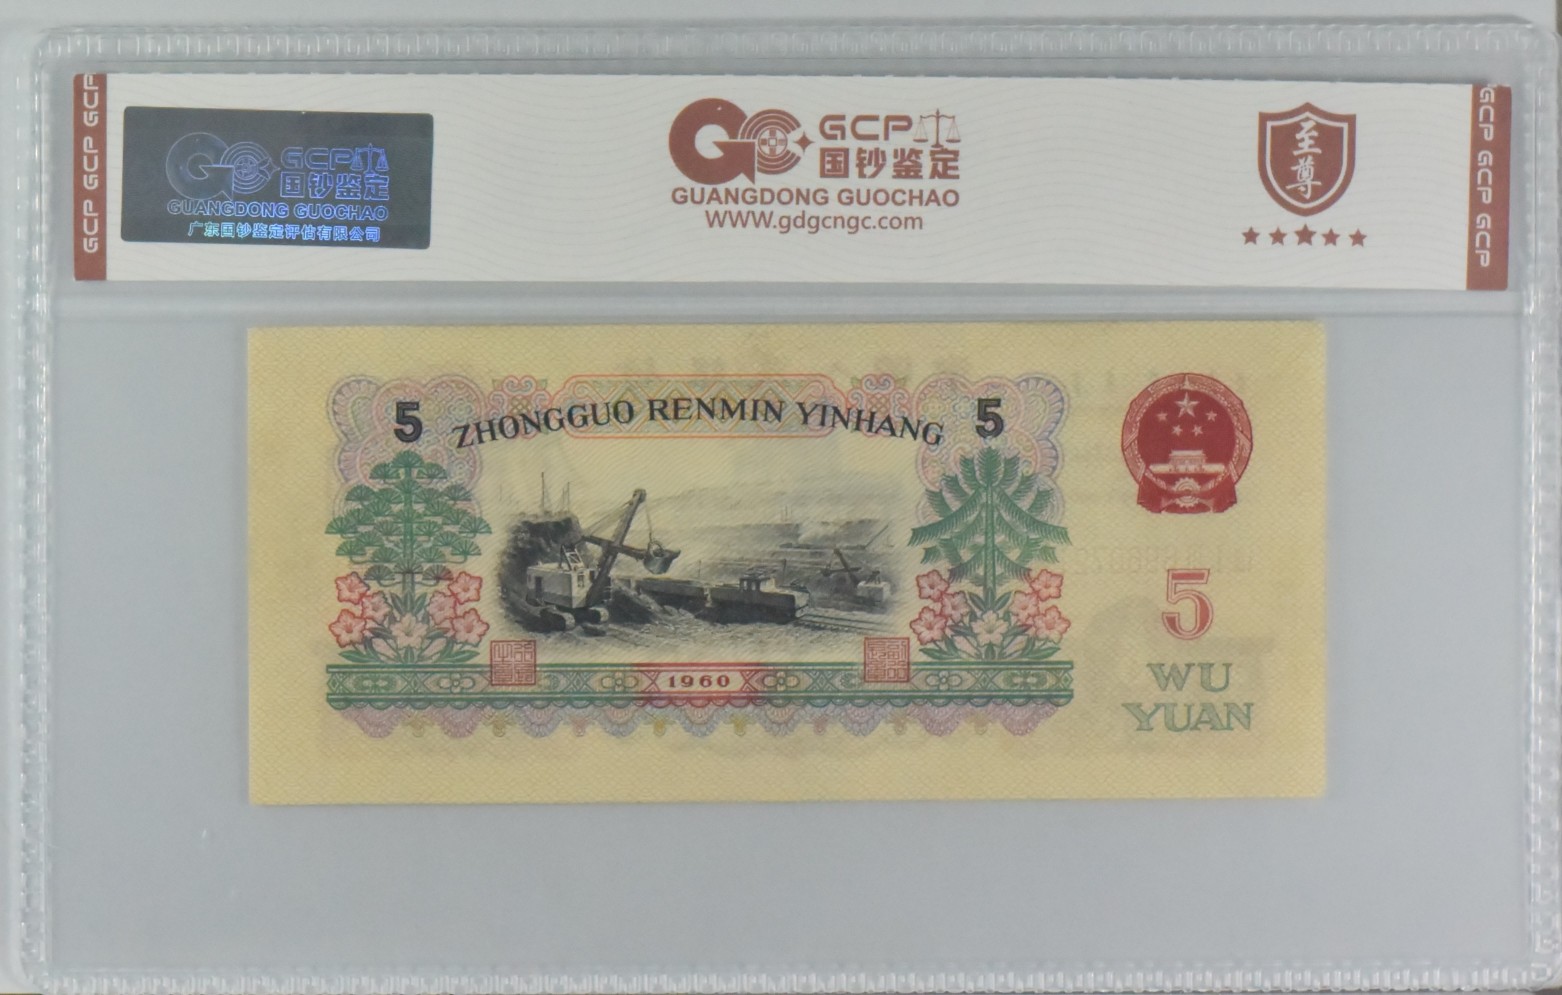 GCP GCP GCP
GCP
国钞鉴定
GUANGDONG GUOCHAO
广东国钞鉴定评估有限公司
GCP
国钞鉴定
GUANGDONG GUOCHAO
WWW.gdgcngc.com
至尊
GCP GCP GCP
5 ZHONGGUO RENMIN YINHANG 5
5
WU
YUAN
1960